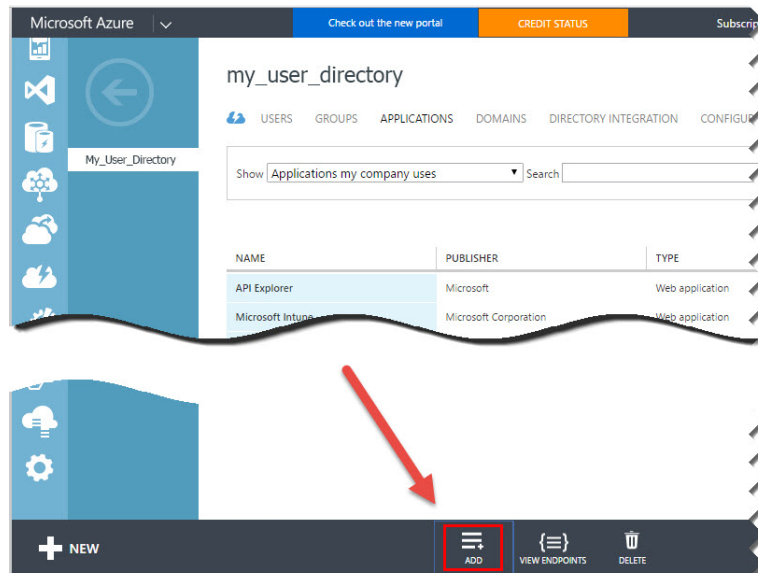 Microsoft Azure
Check out the new portal
CREDIT STATUS
my_user_directory
USERS GROUPS APPLICATIONS DOMAINS DIRECTORY INTEGRATION
My_User_Directory
Show Applications my company uses Search
NAME PUBLISHER TYPE
API Explorer Microsoft Web application
Microsoft Intune Microsoft Corporation Web application
NEW
ADD
VIEW ENDPOINTS
DELETE